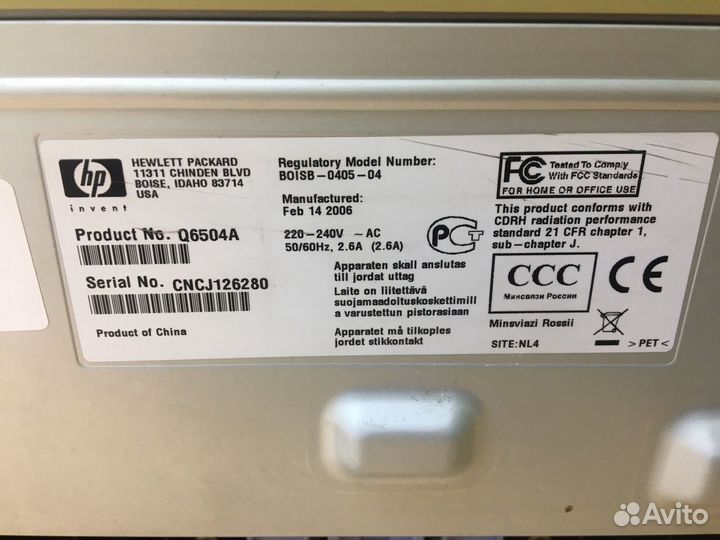 hp
invent
HEWLETT PACKARD
11311 CHINDEN BLVD
BOISE, IDAHO 83714
USA
Product No. Q6504A
Serial No. CNCJ126280
Product of China
Regulatory Model Number:
BOISB-0405-04
Manufactured:
Feb 14 2006
220-240V ~ AC
50/60Hz, 2.6A (2.6A)
Apparaten skall anslutas
till jordat uttag
Laite on liitettävä
suojamaadoituskoskettimill
a varustettun pistorasiaan
Apparatet må tilkoples
jordet stikkontakt
FC Tested To Comply
With FCC Standards
FOR HOME OR OFFICE USE
This product conforms with
CDRH radiation performance
standard 21 CFR chapter 1,
sub-chapter J.
PCT
CCC
Минсвязи России
CE
Minsviazi Rossii
SITE:NL4
> PET <
Avito